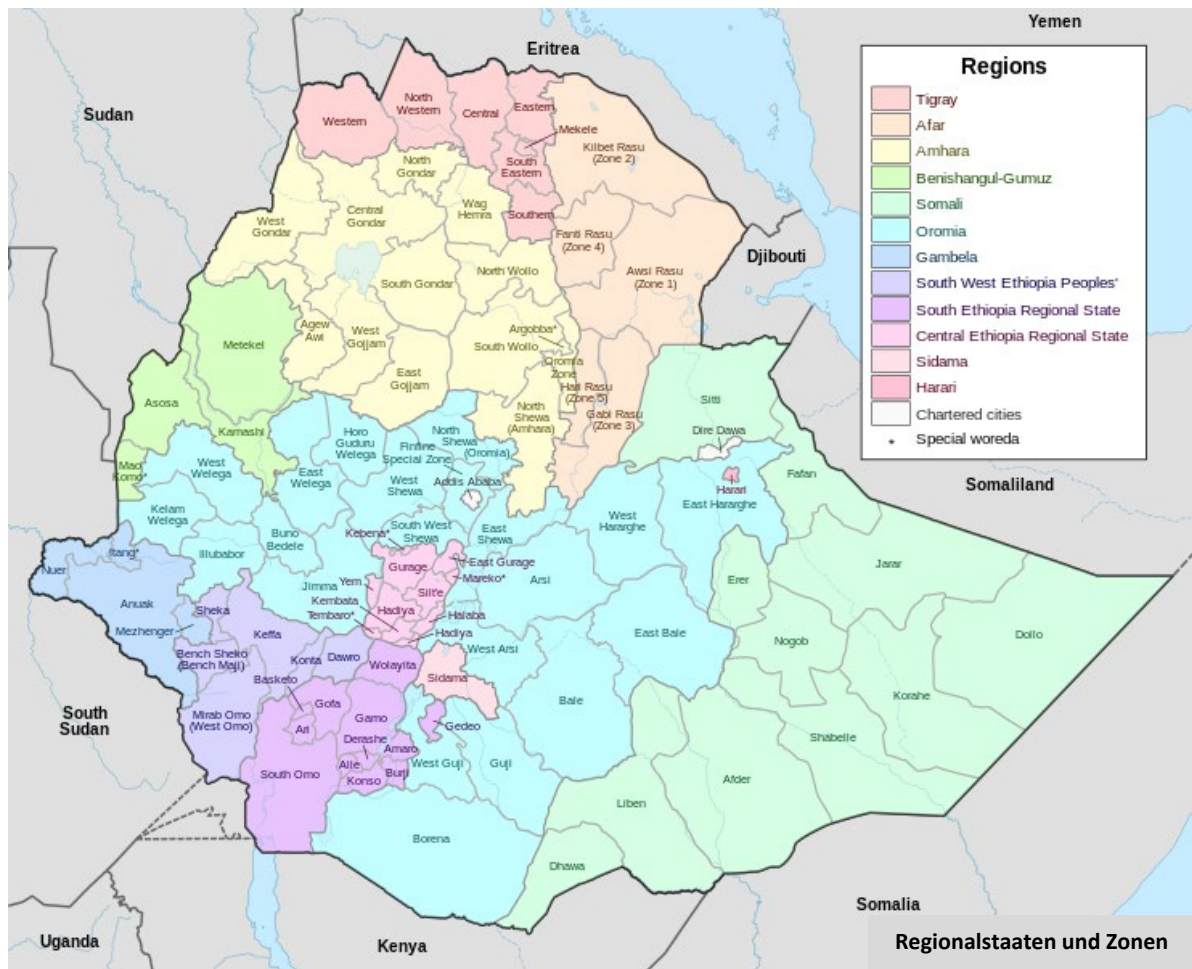 Yemen
Eritrea
Sudan
Djibouti
Somaliland
South
Sudan
Uganda
Kenya
Somalia
Regions
Tigray
Afar
Amhara
Benishangul-Gumuz
Somali
Oromia
Gambela
South West Ethiopia Peoples'
South Ethiopia Regional State
Central Ethiopia Regional State
Sidama
Harari
Chartered cities
* Special woreda
Western
North
Western
Central
Eastern
Mekele
South
Eastern
Southern
Kilbet Rasu
(Zone 2)
Fanti Rasu
(Zone 4)
Awsi Rasu
(Zone 1)
Hari Rasu
(Zone 5)
Gabi Rasu
(Zone 3)
North
Gondar
West
Gondar
Central
Gondar
Wag
Hemra
South Gondar
North Wollo
Agew
Awi
West
Gojjam
East
Gojjam
Argobba*
South Wollo
Oromia
Zone
North
Shewa
(Amhara)
Metekel
Asosa
Kamashi
Mao
Komo*
Sitti
Dire Dawa
Fafan
Jarar
Erer
Nogob
Dollo
Korahe
Shabelle
Afder
Liben
Dhawa
Harari
East Hararghe
West
Hararghe
West
Welega
Kelam
Welega
East
Welega
Horo
Guduru
Welega
North
Shewa
(Oromia)
Finfine
Special Zone
Addis Ababa
West
Shewa
South West
Shewa
East
Shewa
Buno
Bedele
Illubabor
Jimma
Arsi
West Arsi
East Bale
Bale
Guji
West Guji
Borena
Itang*
Nuer
Anuak
Mezhenger
Sheka
Keffa
Bench Sheko
(Bench Maji)
Konta
Dawro
Mirab Omo
(West Omo)
Kebena*
Gurage
East Gurage
Mareko*
Silt'e
Yem
Kembata
Tembaro*
Hadiya
Halaba
Hadiya
Wolayita
Sidama
Basketo
Gofa
Ari
Gamo
Gedeo
Derashe
Amaro
Alle
Burji
Konso
South Omo
Regionalstaaten und Zonen